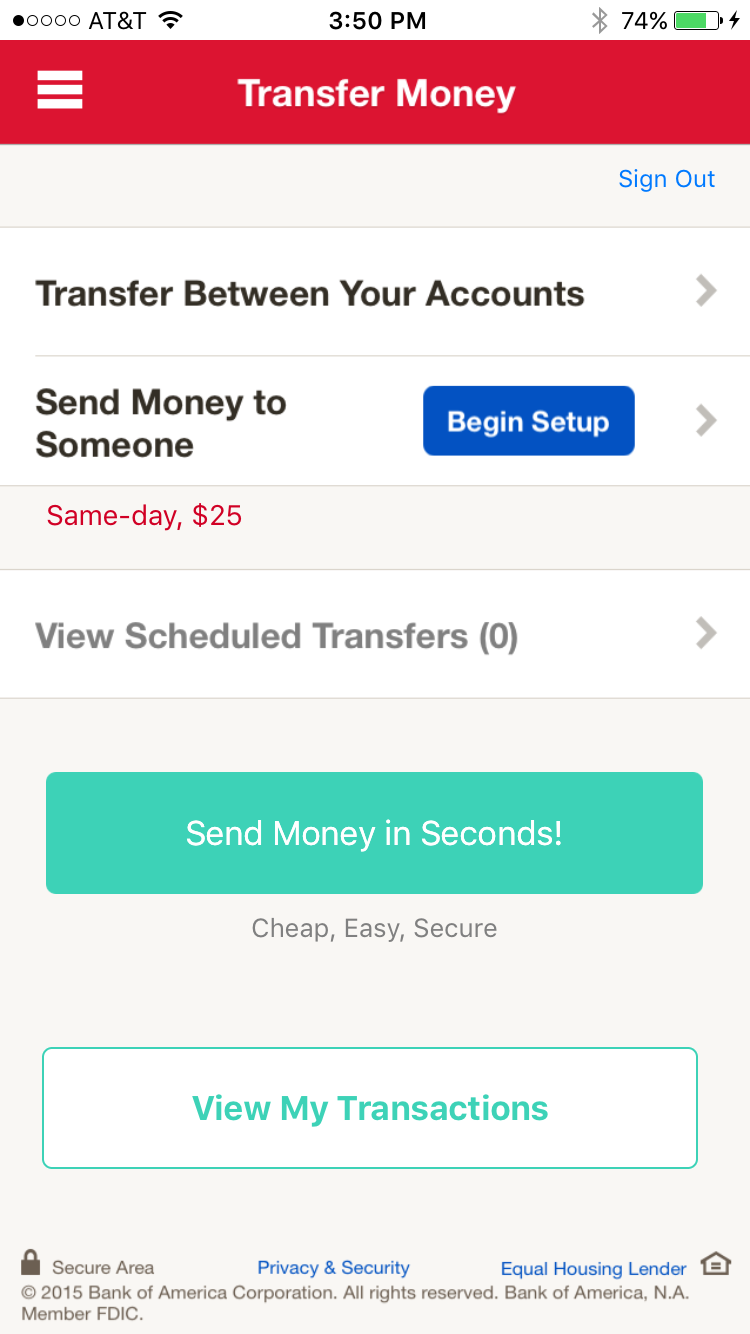 AT&T 3:50 PM 74%
Transfer Money
Sign Out
Transfer Between Your Accounts
Send Money to
Someone
Begin Setup
Same-day, $25
View Scheduled Transfers (0)
Send Money in Seconds!
Cheap, Easy, Secure
View My Transactions
Secure Area Privacy & Security Equal Housing Lender
© 2015 Bank of America Corporation. All rights reserved. Bank of America, N.A.
Member FDIC.